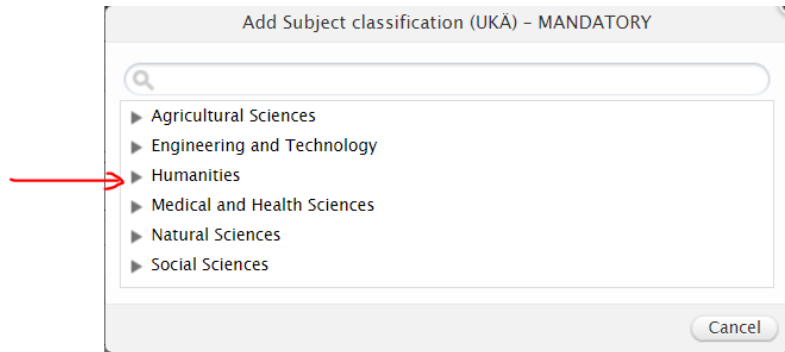 Add Subject classification (UKÄ) – MANDATORY
Agricultural Sciences
Engineering and Technology
Humanities
Medical and Health Sciences
Natural Sciences
Social Sciences
Cancel